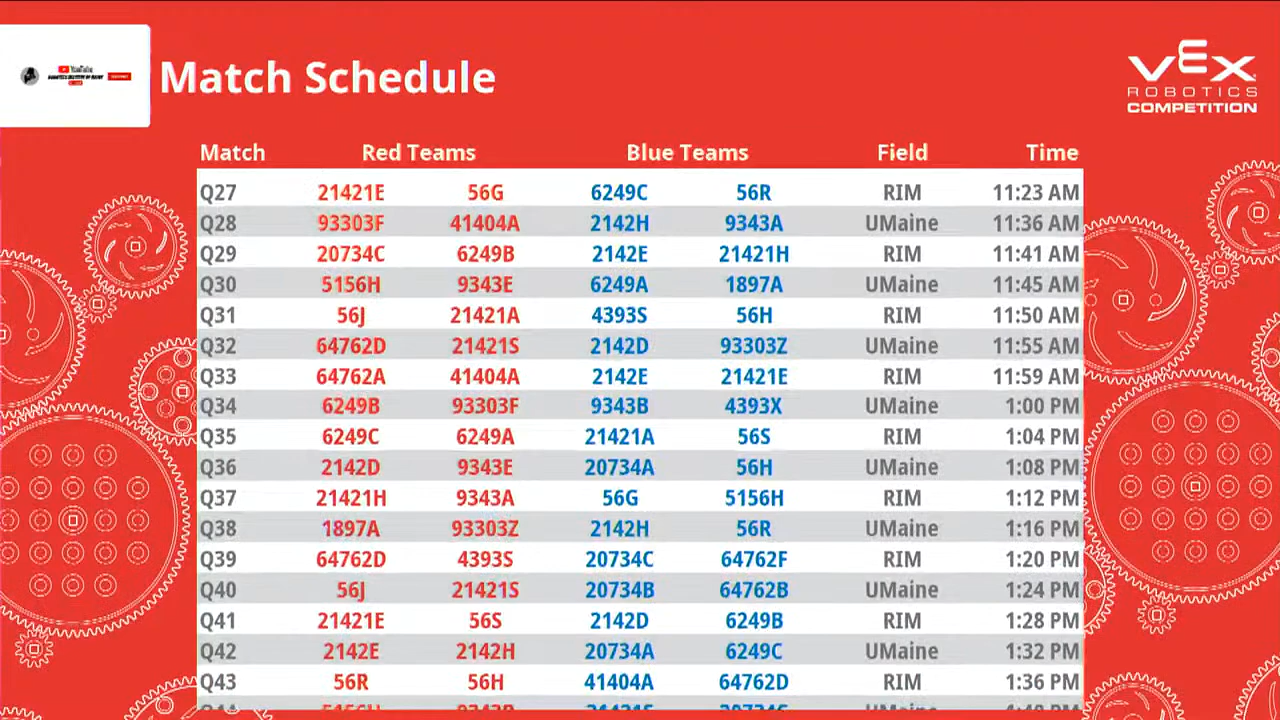 YouTube
Match Schedule
VEX
ROBOTICS
COMPETITION
Match Red Teams Blue Teams Field Time
Q27 21421E 56G 6249C 56R RIM 11:23 AM
Q28 93303F 41404A 2142H 9343A UMaine 11:36 AM
Q29 20734C 6249B 2142E 21421H RIM 11:41 AM
Q30 5156H 9343E 6249A 1897A UMaine 11:45 AM
Q31 56J 21421A 4393S 56H RIM 11:50 AM
Q32 64762D 21421S 2142D 93303Z UMaine 11:55 AM
Q33 64762A 41404A 2142E 21421E RIM 11:59 AM
Q34 6249B 93303F 9343B 4393X UMaine 1:00 PM
Q35 6249C 6249A 21421A 56S RIM 1:04 PM
Q36 2142D 9343E 20734A 56H UMaine 1:08 PM
Q37 21421H 9343A 56G 5156H RIM 1:12 PM
Q38 1897A 93303Z 2142H 56R UMaine 1:16 PM
Q39 64762D 4393S 20734C 64762F RIM 1:20 PM
Q40 56J 21421S 20734B 64762B UMaine 1:24 PM
Q41 21421E 56S 2142D 6249B RIM 1:28 PM
Q42 2142E 2142H 20734A 6249C UMaine 1:32 PM
Q43 56R 56H 41404A 64762D RIM 1:36 PM